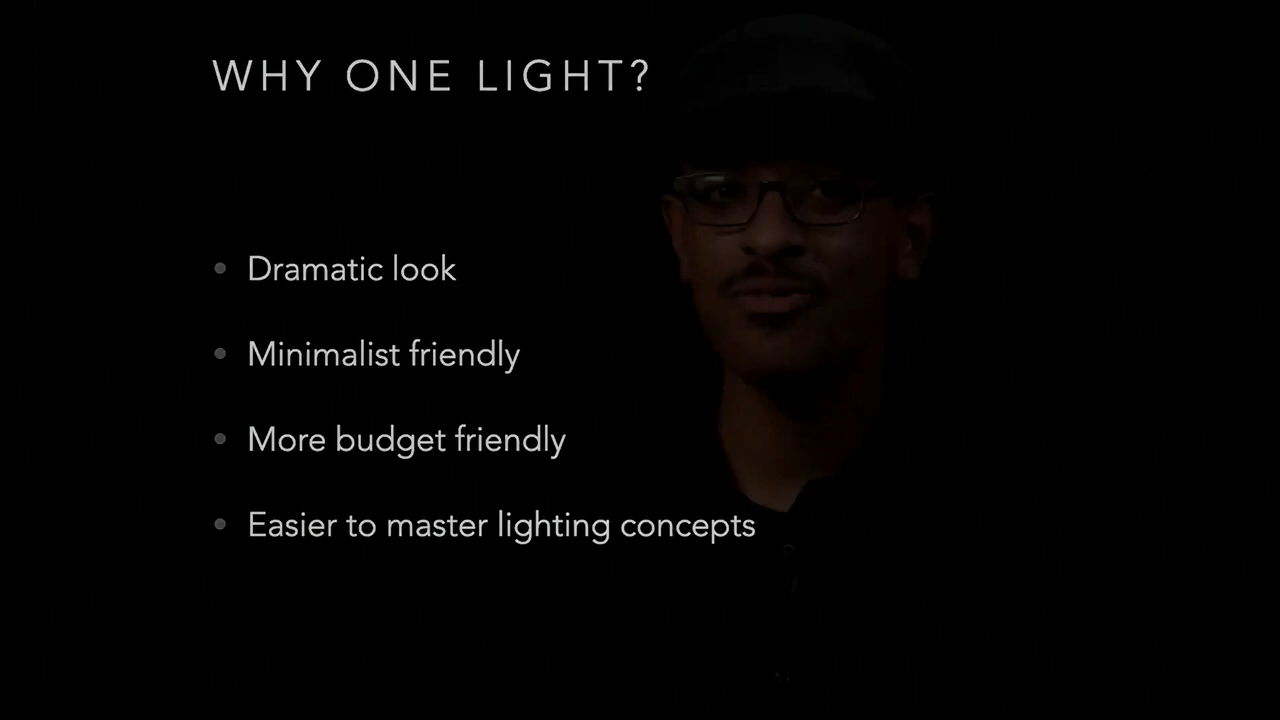 WHY ONE LIGHT?
• Dramatic look
• Minimalist friendly
• More budget friendly
• Easier to master lighting concepts